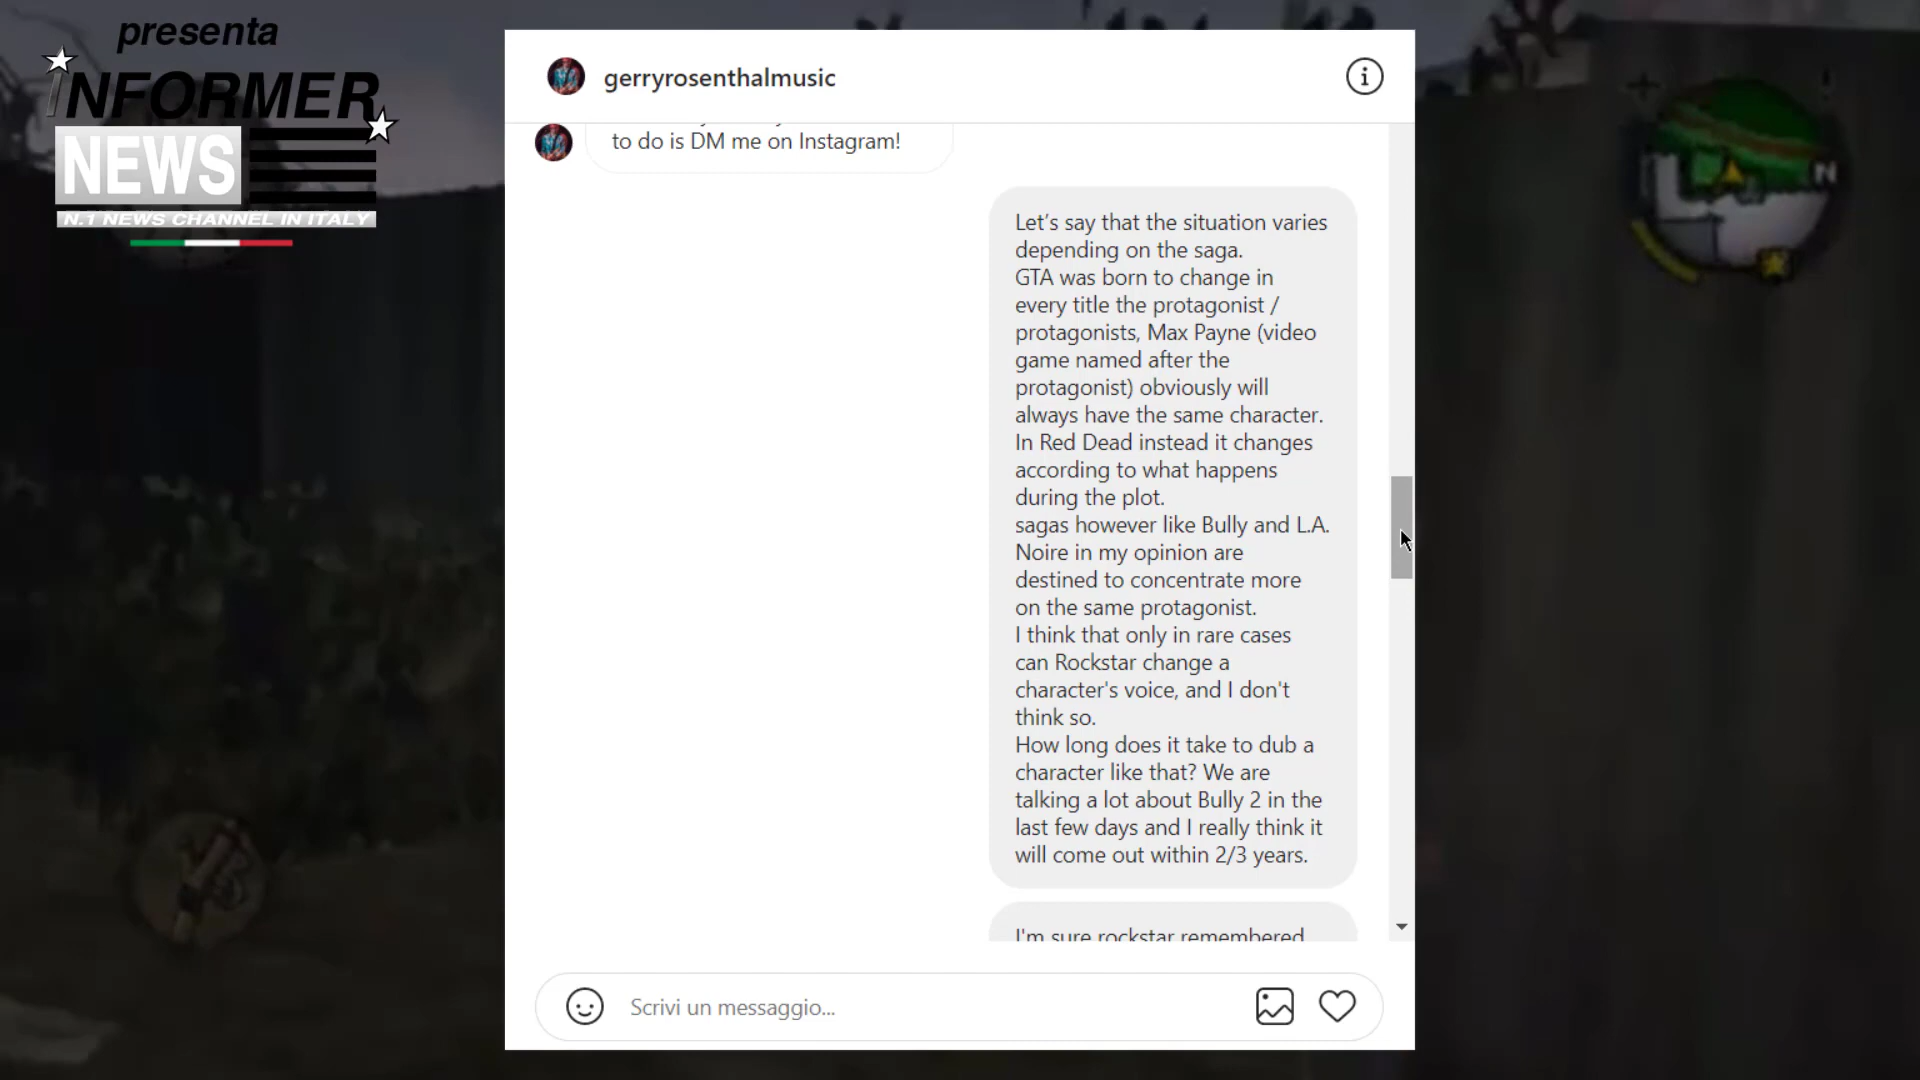 presenta
INFORMER
NEWS
N.1 NEWS CHANNEL IN ITALY
gerryrosenthalmusic
to do is DM me on Instagram!
Let's say that the situation varies
depending on the saga.
GTA was born to change in
every title the protagonist /
protagonists, Max Payne (video
game named after the
protagonist) obviously will
always have the same character.
In Red Dead instead it changes
according to what happens
during the plot.
sagas however like Bully and L.A.
Noire in my opinion are
destined to concentrate more
on the same protagonist.
I think that only in rare cases
can Rockstar change a
character's voice, and I don't
think so.
How long does it take to dub a
character like that? We are
talking a lot about Bully 2 in the
last few days and I really think it
will come out within 2/3 years.
I'm sure rockstar remembered
Scrivi un messaggio...
N